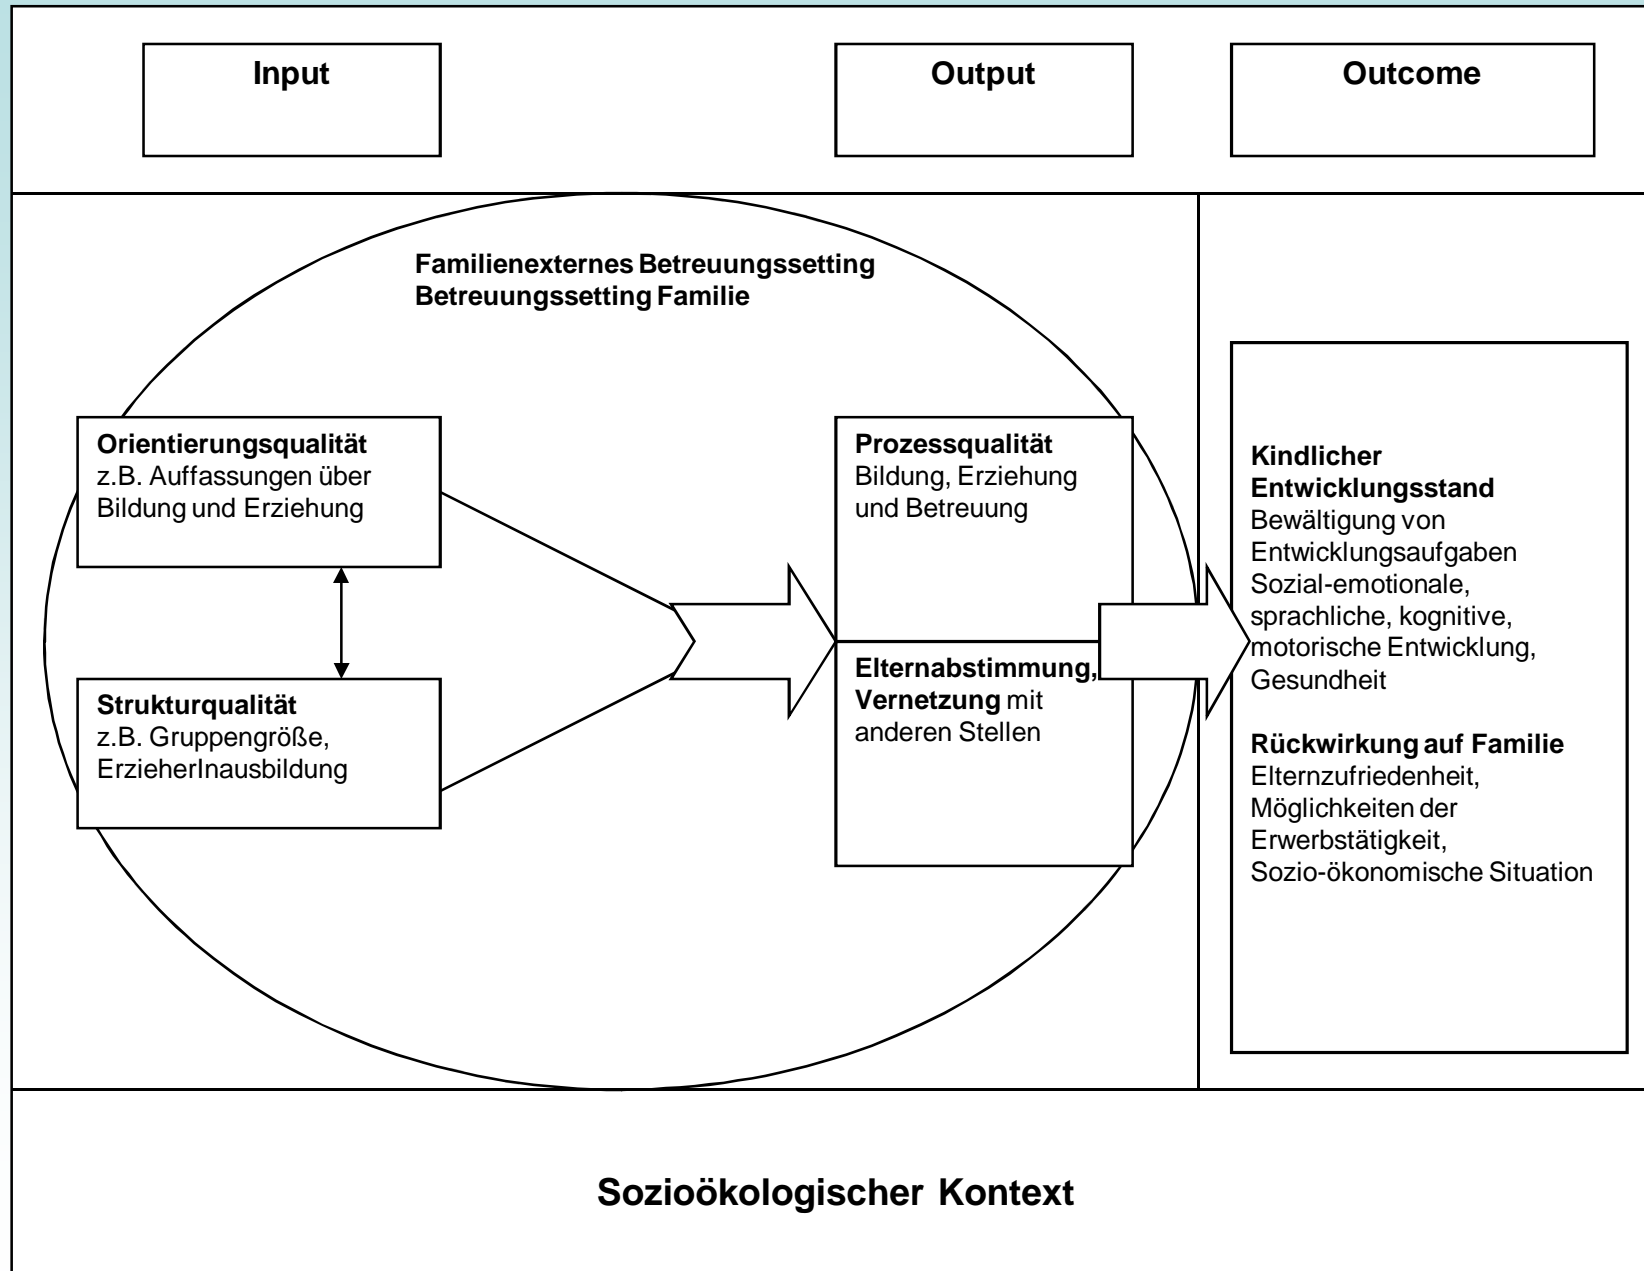 Input
Output
Outcome
Familienexternes Betreuungssetting
Betreuungssetting Familie
Orientierungsqualität
z.B. Auffassungen über
Bildung und Erziehung
Strukturqualität
z.B. Gruppengröße,
ErzieherInausbildung
Prozessqualität
Bildung, Erziehung
und Betreuung
Elternabstimmung,
Vernetzung mit
anderen Stellen
Kindlicher
Entwicklungsstand
Bewältigung von
Entwicklungsaufgaben
Sozial-emotionale,
sprachliche, kognitive,
motorische Entwicklung,
Gesundheit
Rückwirkung auf Familie
Elternzufriedenheit,
Möglichkeiten der
Erwerbstätigkeit,
Sozio-ökonomische Situation
Sozioökologischer Kontext